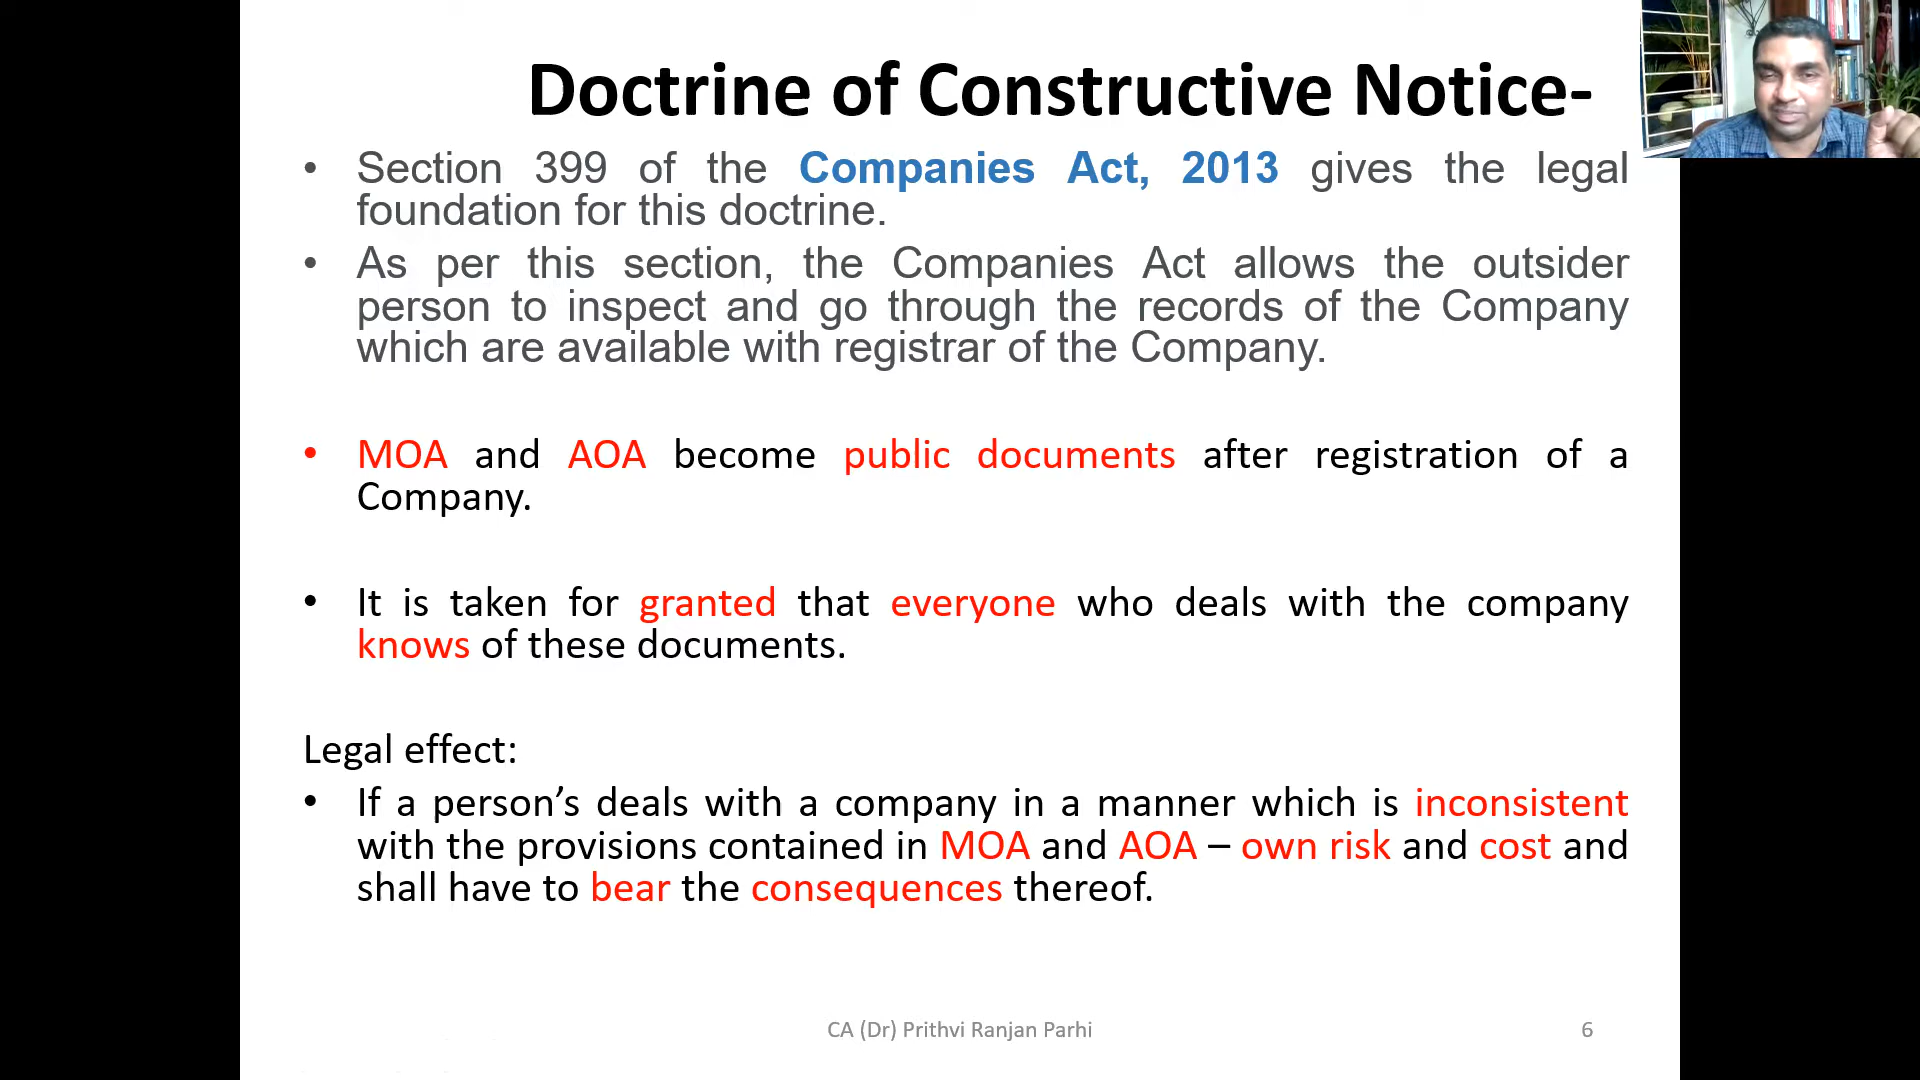 Doctrine of Constructive Notice-
• Section 399 of the Companies Act, 2013 gives the legal
foundation for this doctrine.
• As per this section, the Companies Act allows the outsider
person to inspect and go through the records of the Company
which are available with registrar of the Company.
• MOA and AOA become public documents after registration of a
Company.
• It is taken for granted that everyone who deals with the company
knows of these documents.
Legal effect:
• If a person’s deals with a company in a manner which is inconsistent
with the provisions contained in MOA and AOA – own risk and cost and
shall have to bear the consequences thereof.
CA (Dr) Prithvi Ranjan Parhi
6